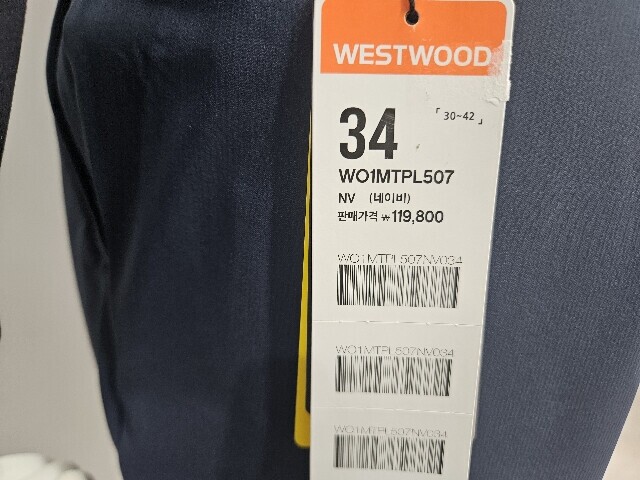 WESTWOOD
34 「30~42」
WO1MTPL507
NV (네이비)
판매가격 ₩119,800
WO1MTPL507NV034
WO1MTPL507NV034
WO1MTPL507NV034